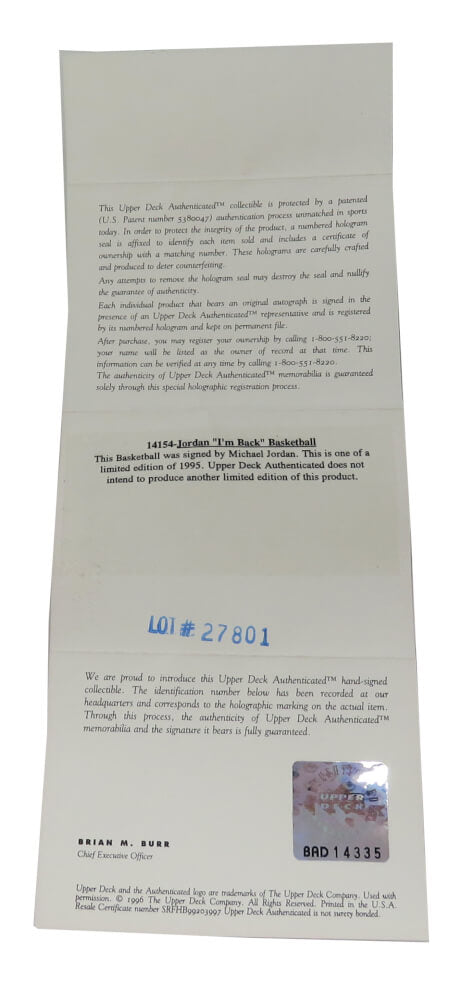 This Upper Deck Authenticated™ collectible is protected by a patented
(U.S. Patent number 5380047) authentication process unmatched in sports
today. In order to protect the integrity of the product, a numbered hologram
seal is affixed to identify each item sold and includes a certificate of
ownership with a matching number. These holograms are carefully crafted
and produced to deter counterfeiting.
Any attempts to remove the hologram seal may destroy the seal and nullify
the guarantee of authenticity.
Each individual product that bears an original autograph is signed in the
presence of an Upper Deck Authenticated™ representative and is registered
by its numbered hologram and kept on permanent file.
After purchase, you may register your ownership by calling 1-800-551-8220;
your name will be listed as the owner of record at that time. This
information can be verified at any time by calling 1-800-551-8220.
The authenticity of Upper Deck Authenticated™ memorabilia is guaranteed
solely through this special holographic registration process.
14154-Jordan "I'm Back" Basketball
This Basketball was signed by Michael Jordan. This is one of a
limited edition of 1995. Upper Deck Authenticated does not
intend to produce another limited edition of this product.
LOT # 27801
We are proud to introduce this Upper Deck Authenticated™ hand-signed
collectible. The identification number below has been recorded at our
headquarters and corresponds to the holographic marking on the actual item.
Through this process, the authenticity of Upper Deck Authenticated™
memorabilia and the signature it bears is fully guaranteed.
UPPER
DECK
BAD14335
BRIAN M. BURR
Chief Executive Officer
Upper Deck and the Authenticated logo are trademarks of The Upper Deck Company. Used with
permission. © 1996 The Upper Deck Company. All Rights Reserved. Printed in the U.S.A.
Resale Certificate number SRFHB99203997 Upper Deck Authenticated is not surety bonded.